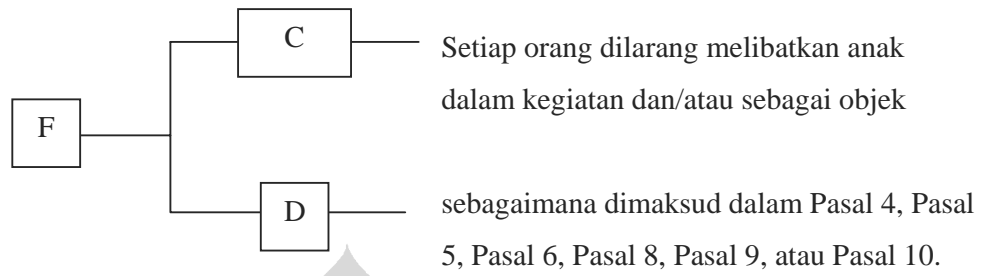 C
Setiap orang dilarang melibatkan anak
dalam kegiatan dan/atau sebagai objek
F
D
sebagaimana dimaksud dalam Pasal 4, Pasal
5, Pasal 6, Pasal 8, Pasal 9, atau Pasal 10.